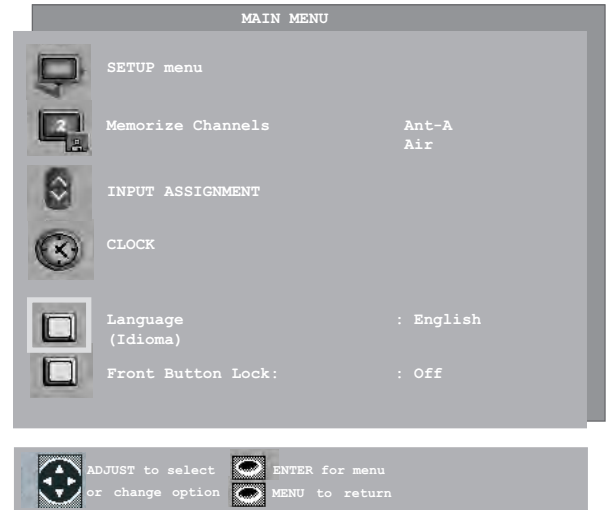 MAIN MENU
SETUP menu
2
Memorize Channels Ant-A
Air
INPUT ASSIGNMENT
CLOCK
Language : English
(Idioma)
Front Button Lock: : Off
ADJUST to select ENTER for menu
or change option MENU to return